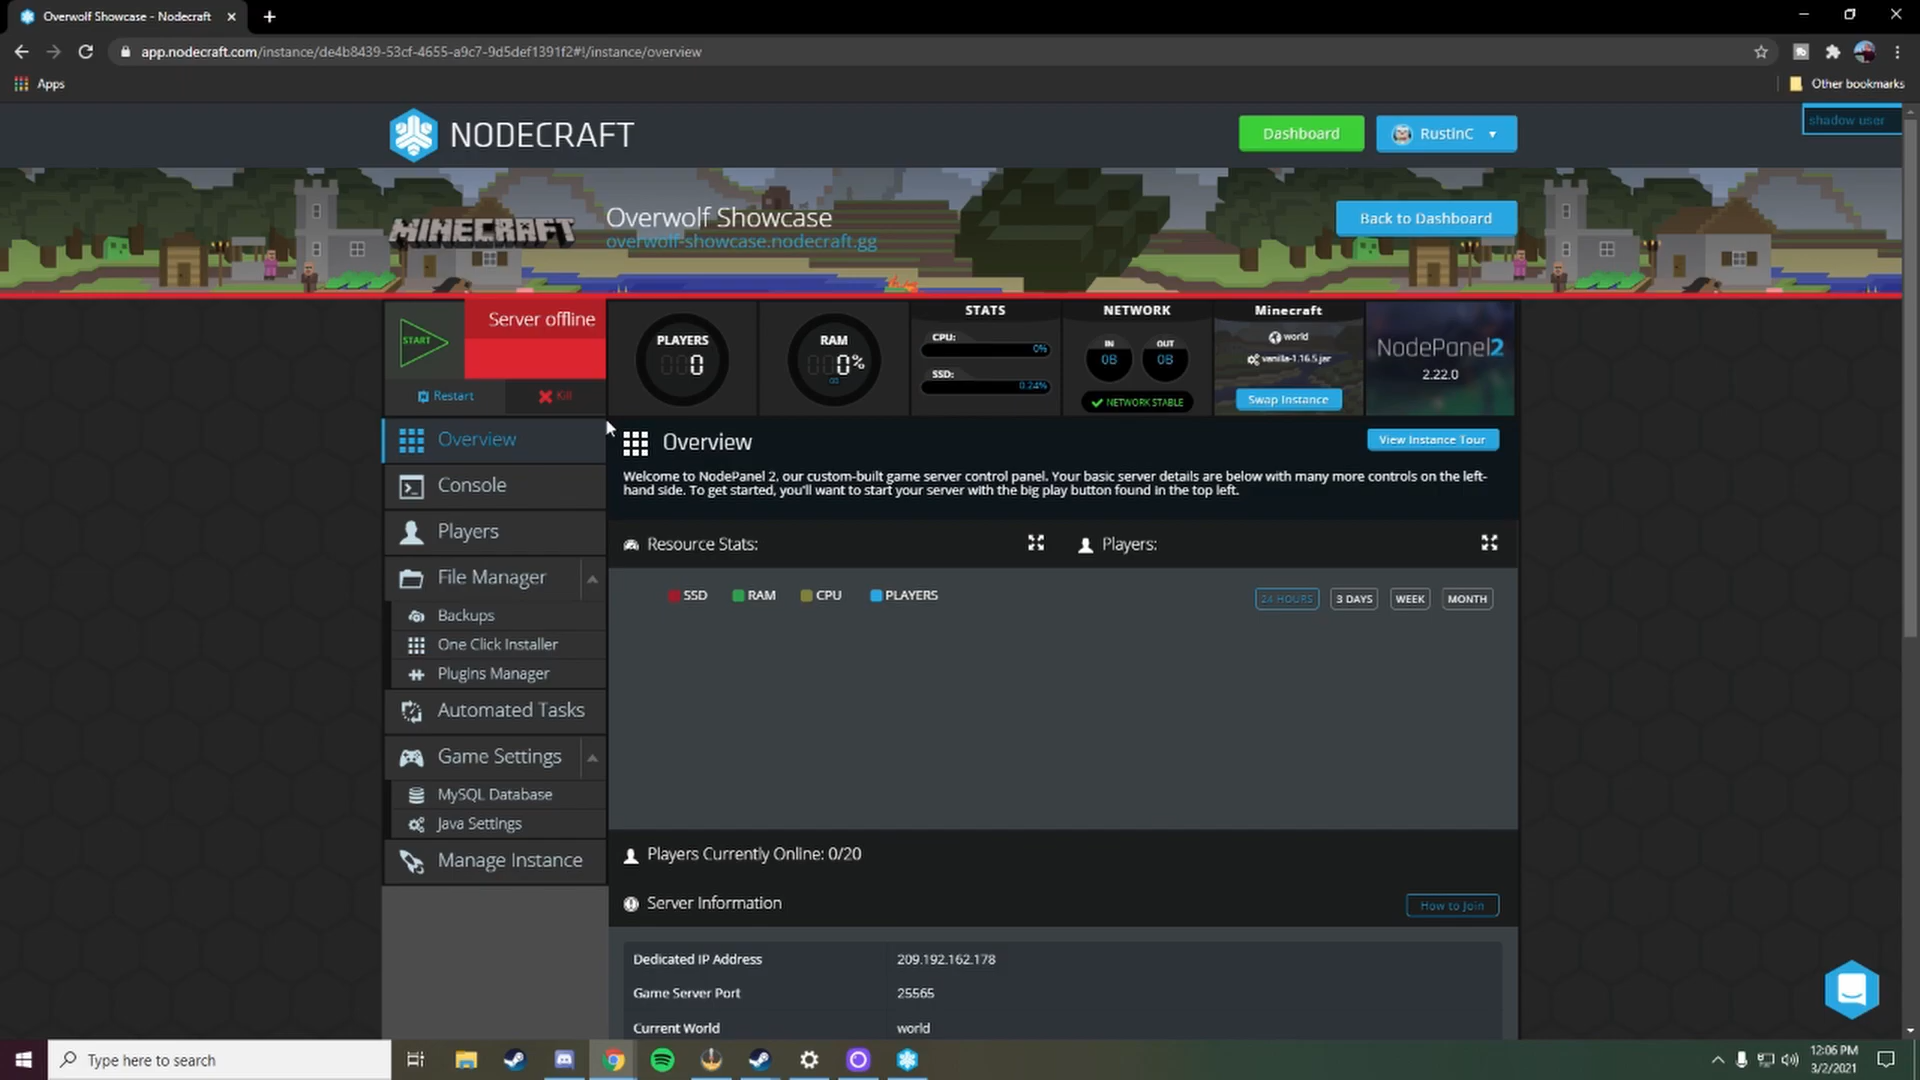 Overwolf Showcase - Nodecraft
app.nodecraft.com/instance/de4b8439-53cf-4655-a9c7-9d5def1391f2#!/instance/overview
Apps
Other bookmarks
NODECRAFT
Dashboard
RustInC
shadow user
MINECRAFT
Overwolf Showcase
overwolf-showcase.nodecraft.gg
Back to Dashboard
START
Server offline
Restart
Kill
PLAYERS
0
RAM
0%
STATS
CPU:
0%
SSD:
0.24%
NETWORK
IN
OUT
0B
0B
NETWORK STABLE
Minecraft
world
vanilla-1.16.5.jar
Swap Instance
NodePanel2
2.22.0
Overview
Console
Players
File Manager
Backups
One Click Installer
Plugins Manager
Automated Tasks
Game Settings
MySQL Database
Java Settings
Manage Instance
Overview
View Instance Tour
Welcome to NodePanel 2, our custom-built game server control panel. Your basic server details are below with many more controls on the left-
hand side. To get started, you'll want to start your server with the big play button found in the top left.
Resource Stats:
Players:
SSD
RAM
CPU
PLAYERS
24 HOURS
3 DAYS
WEEK
MONTH
Players Currently Online: 0/20
Server Information
How to Join
Dedicated IP Address
209.192.162.178
Game Server Port
25565
Current World
world
Type here to search
12:06 PM
3/2/2021